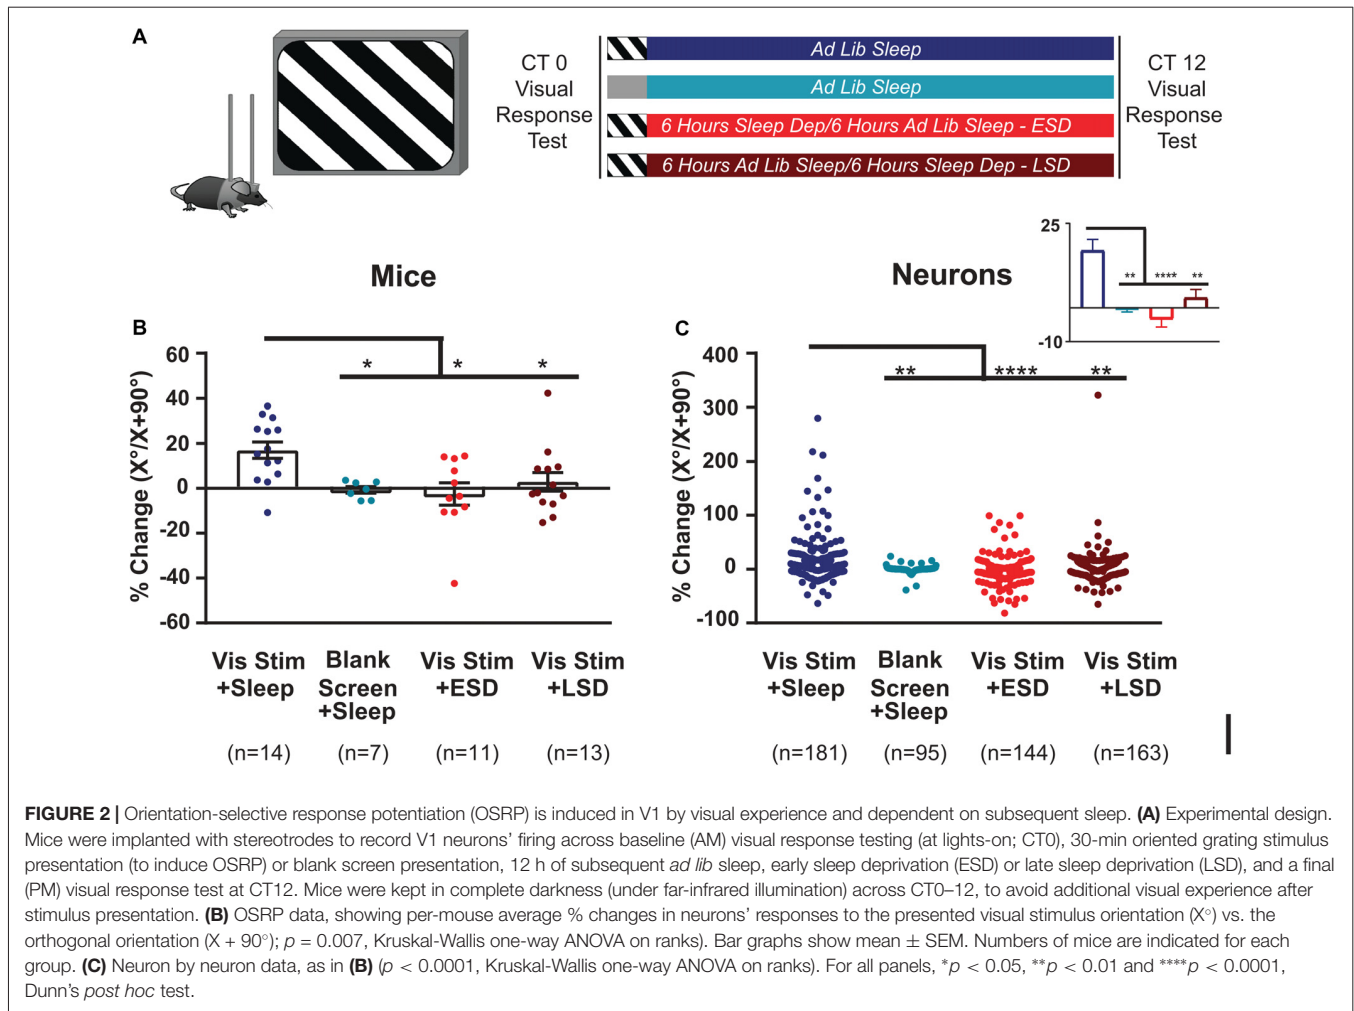 A
CT 0
Visual
Response
Test
Ad Lib Sleep
Ad Lib Sleep
6 Hours Sleep Dep/6 Hours Ad Lib Sleep - ESD
6 Hours Ad Lib Sleep/6 Hours Sleep Dep - LSD
CT 12
Visual
Response
Test
Mice
B
% Change (X°/X+90°)
60
40
20
0
-20
-40
-60
* * *
Vis Stim
+Sleep
Blank
Screen
+Sleep
Vis Stim
+ESD
Vis Stim
+LSD
(n=14)
(n=7)
(n=11)
(n=13)
Neurons
25
-10
** **** **
C
% Change (X°/X+90°)
400
300
200
100
0
-100
** **** **
Vis Stim
+Sleep
Blank
Screen
+Sleep
Vis Stim
+ESD
Vis Stim
+LSD
(n=181)
(n=95)
(n=144)
(n=163)
FIGURE 2 | Orientation-selective response potentiation (OSRP) is induced in V1 by visual experience and dependent on subsequent sleep. (A) Experimental design.
Mice were implanted with stereotrodes to record V1 neurons' firing across baseline (AM) visual response testing (at lights-on; CT0), 30-min oriented grating stimulus
presentation (to induce OSRP) or blank screen presentation, 12 h of subsequent ad lib sleep, early sleep deprivation (ESD) or late sleep deprivation (LSD), and a final
(PM) visual response test at CT12. Mice were kept in complete darkness (under far-infrared illumination) across CT0–12, to avoid additional visual experience after
stimulus presentation. (B) OSRP data, showing per-mouse average % changes in neurons' responses to the presented visual stimulus orientation (X°) vs. the
orthogonal orientation (X + 90°); p = 0.007, Kruskal-Wallis one-way ANOVA on ranks). Bar graphs show mean ± SEM. Numbers of mice are indicated for each
group. (C) Neuron by neuron data, as in (B) (p < 0.0001, Kruskal-Wallis one-way ANOVA on ranks). For all panels, *p < 0.05, **p < 0.01 and ****p < 0.0001,
Dunn's post hoc test.